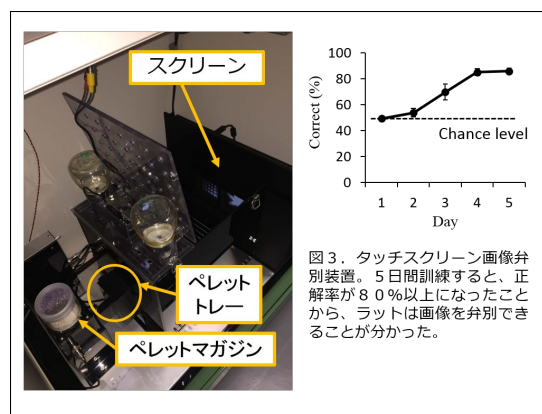 スクリーン
ペレット
トレー
ペレットマガジン
100
80
60
40
20
0
Correct (%)
Chance level
1 2 3 4 5
Day
図３．タッチスクリーン画像弁
別装置。５日間訓練すると、正
解率が８０％以上になったこと
から、ラットは画像を弁別でき
ることが分かった。